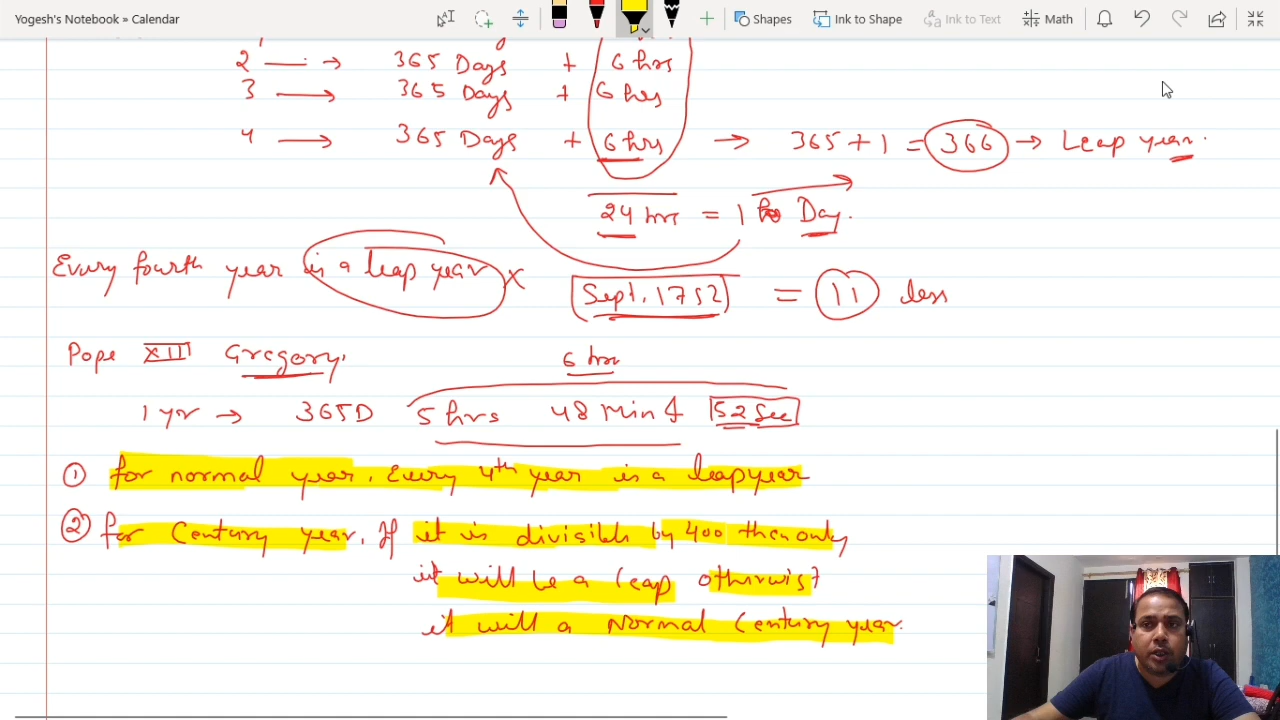 Yogesh's Notebook » Calendar
Shapes Ink to Shape Ink to Text Math
2 → 365 Days + 6 hrs
3 → 365 Days + 6 hrs
4 → 365 Days + 6 hrs → 365 + 1 = 366 → Leap year.
24 hrs = 1 Day.
Every fourth year is a leap year x Sept. 1752 = 11 less
Pope XIII Gregory. 6 hrs
1 yr → 365D 5 hrs 48 Min & 52 Sec
① for normal year. Every 4th year is a leap year
② for Century year. If it is divisible by 400 then only
it will be a leap otherwise
it will a Normal Century year.